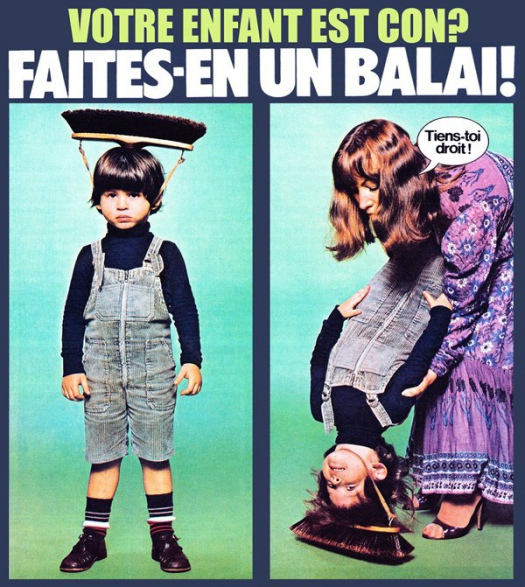 VOTRE ENFANT EST CON?
FAITES-EN UN BALAI!
Tiens-toi
droit!